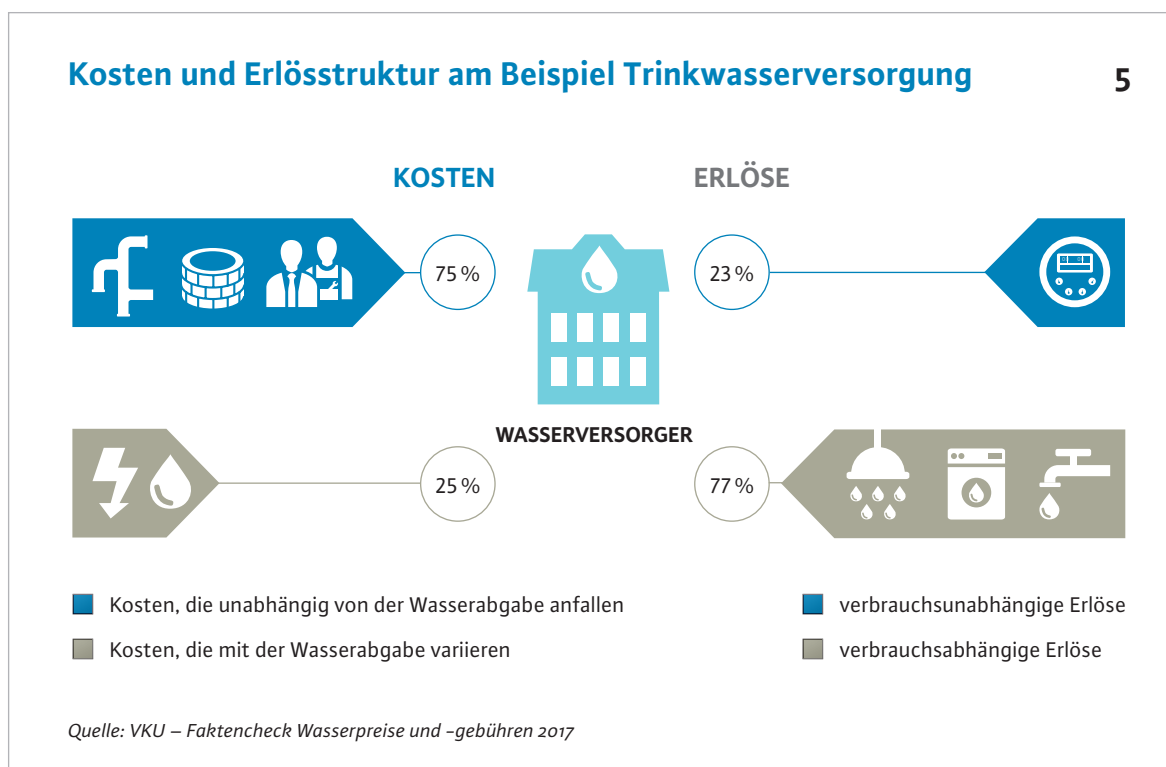 Kosten und Erlösstruktur am Beispiel Trinkwasserversorgung
5
KOSTEN
ERLÖSE
75 %
23 %
WASSERVERSORGER
25 %
77 %
Kosten, die unabhängig von der Wasserabgabe anfallen
Kosten, die mit der Wasserabgabe variieren
verbrauchsunabhängige Erlöse
verbrauchsabhängige Erlöse
Quelle: VKU – Faktencheck Wasserpreise und -gebühren 2017